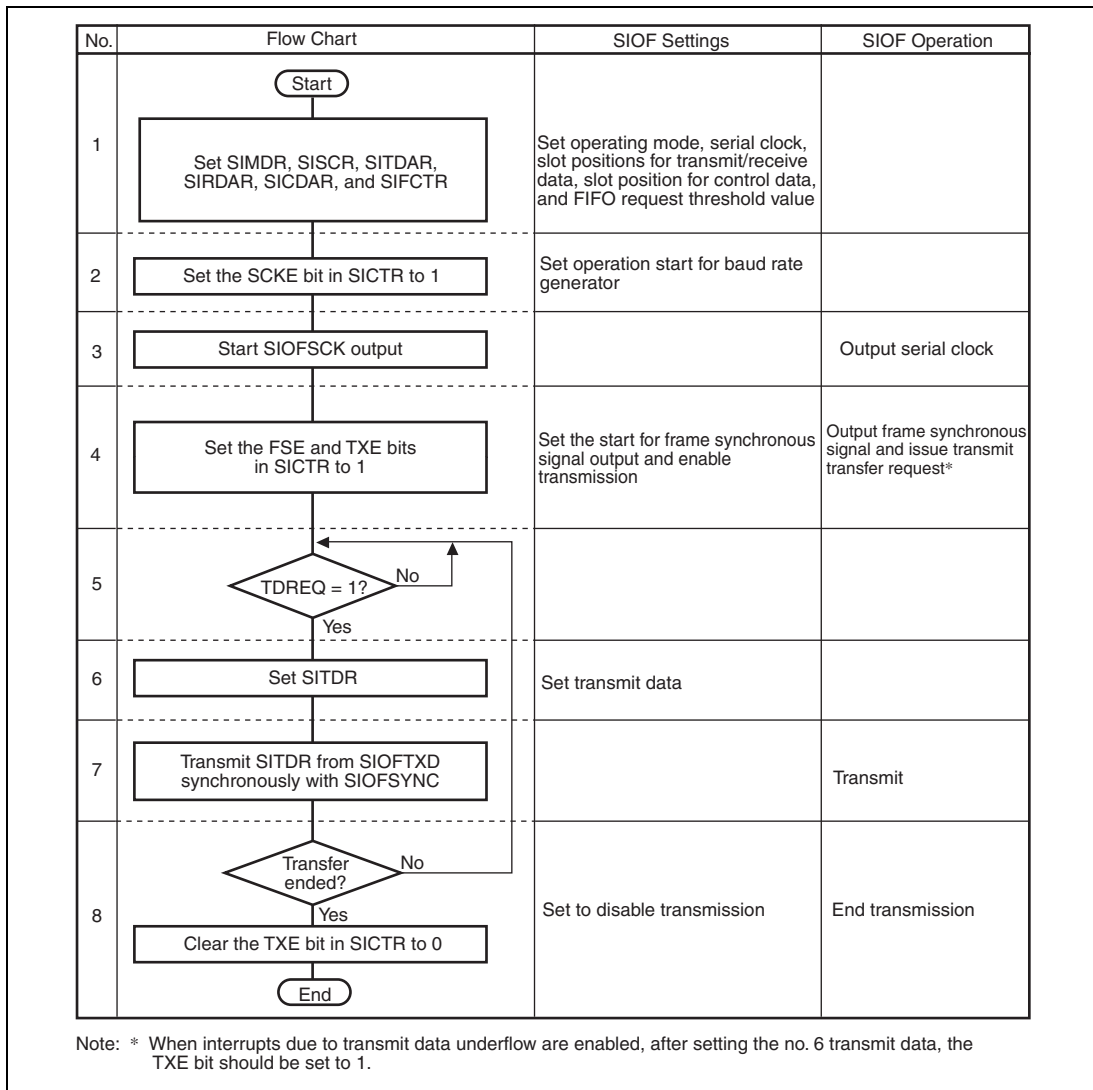 No.
Flow Chart
SIOF Settings
SIOF Operation
Start
1
Set SIMDR, SISCR, SITDAR,
SIRDAR, SICDAR, and SIFCTR
Set operating mode, serial clock,
slot positions for transmit/receive
data, slot position for control data,
and FIFO request threshold value
2
Set the SCKE bit in SICTR to 1
Set operation start for baud rate
generator
3
Start SIOFSCK output
Output serial clock
4
Set the FSE and TXE bits
in SICTR to 1
Set the start for frame synchronous
signal output and enable
transmission
Output frame synchronous
signal and issue transmit
transfer request*
5
TDREQ = 1?
No
Yes
6
Set SITDR
Set transmit data
7
Transmit SITDR from SIOFTXD
synchronously with SIOFSYNC
Transmit
8
Transfer
ended?
No
Yes
Clear the TXE bit in SICTR to 0
Set to disable transmission
End transmission
End
Note: * When interrupts due to transmit data underflow are enabled, after setting the no. 6 transmit data, the
TXE bit should be set to 1.